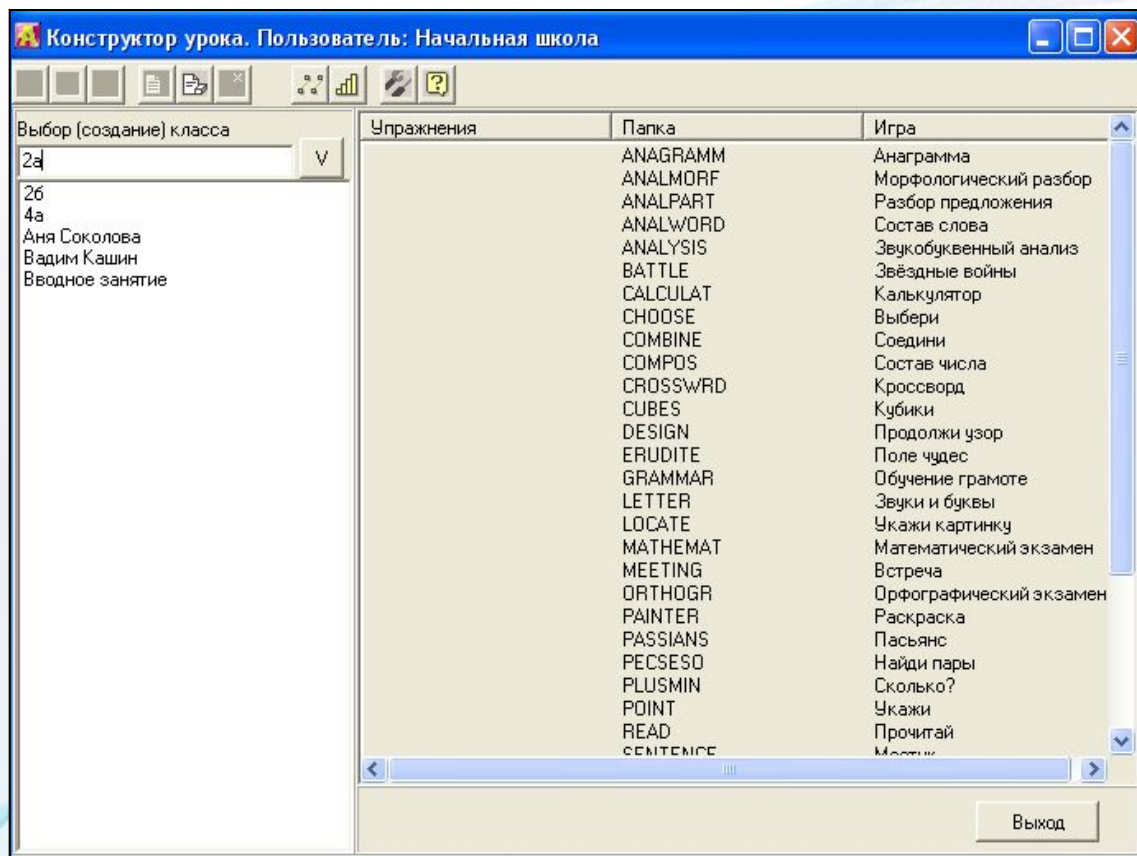 Конструктор урока. Пользователь: Начальная школа
Выбор (создание) класса
2а
V
2б
4а
Аня Соколова
Вадим Кашин
Вводное занятие
Упражнения Папка Игра
ANAGRAMM Анаграмма
ANALMORF Морфологический разбор
ANALPART Разбор предложения
ANALWORD Состав слова
ANALYSIS Звукобуквенный анализ
BATTLE Звёздные войны
CALCULAT Калькулятор
CHOOSE Выбери
COMBINE Соедини
COMPOS Состав числа
CROSSWRD Кроссворд
CUBES Кубики
DESIGN Продолжи узор
ERUDITE Поле чудес
GRAMMAR Обучение грамоте
LETTER Звуки и буквы
LOCATE Укажи картинку
MATHEMAT Математический экзамен
MEETING Встреча
ORTHOGR Орфографический экзамен
PAINTER Раскраска
PASSIANS Пасьянс
PECSESO Найди пары
PLUSMIN Сколько?
POINT Укажи
READ Прочитай
SENTENCE Мостик
Выход